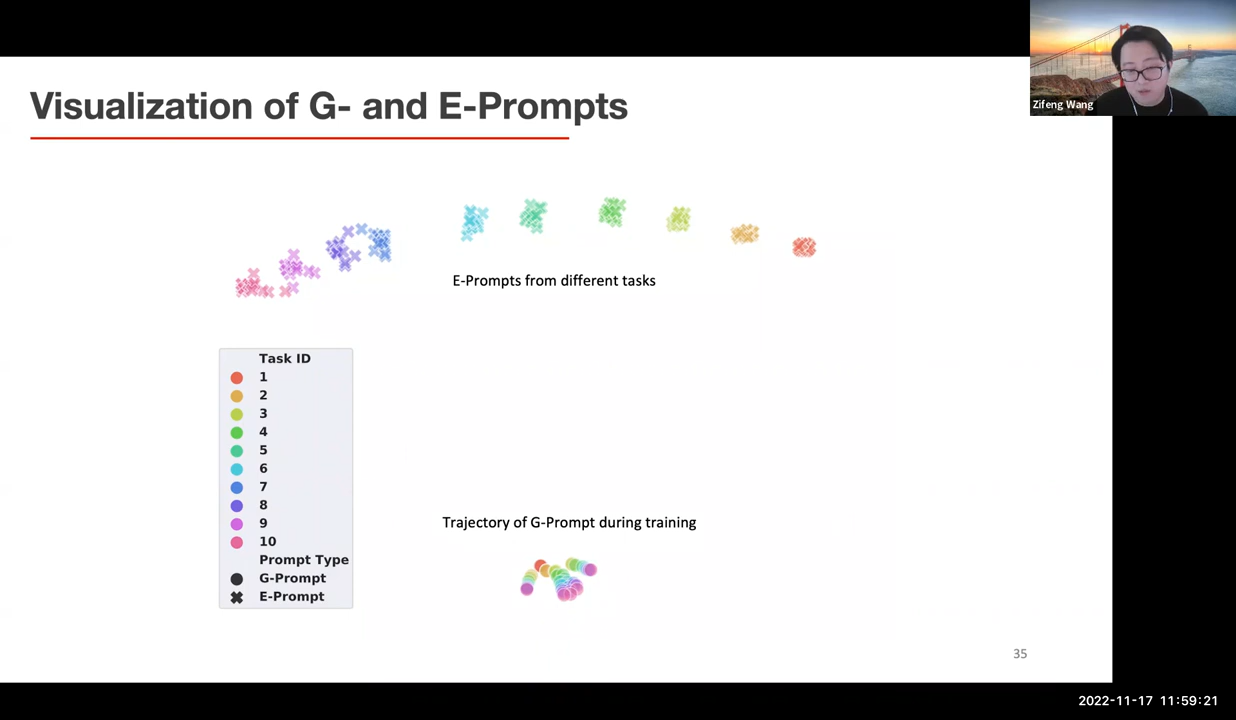 Visualization of G- and E-Prompts
Zifeng Wang
E-Prompts from different tasks
Task ID
1
2
3
4
5
6
7
8
9
10
Prompt Type
G-Prompt
E-Prompt
Trajectory of G-Prompt during training
35
2022-11-17 11:59:21